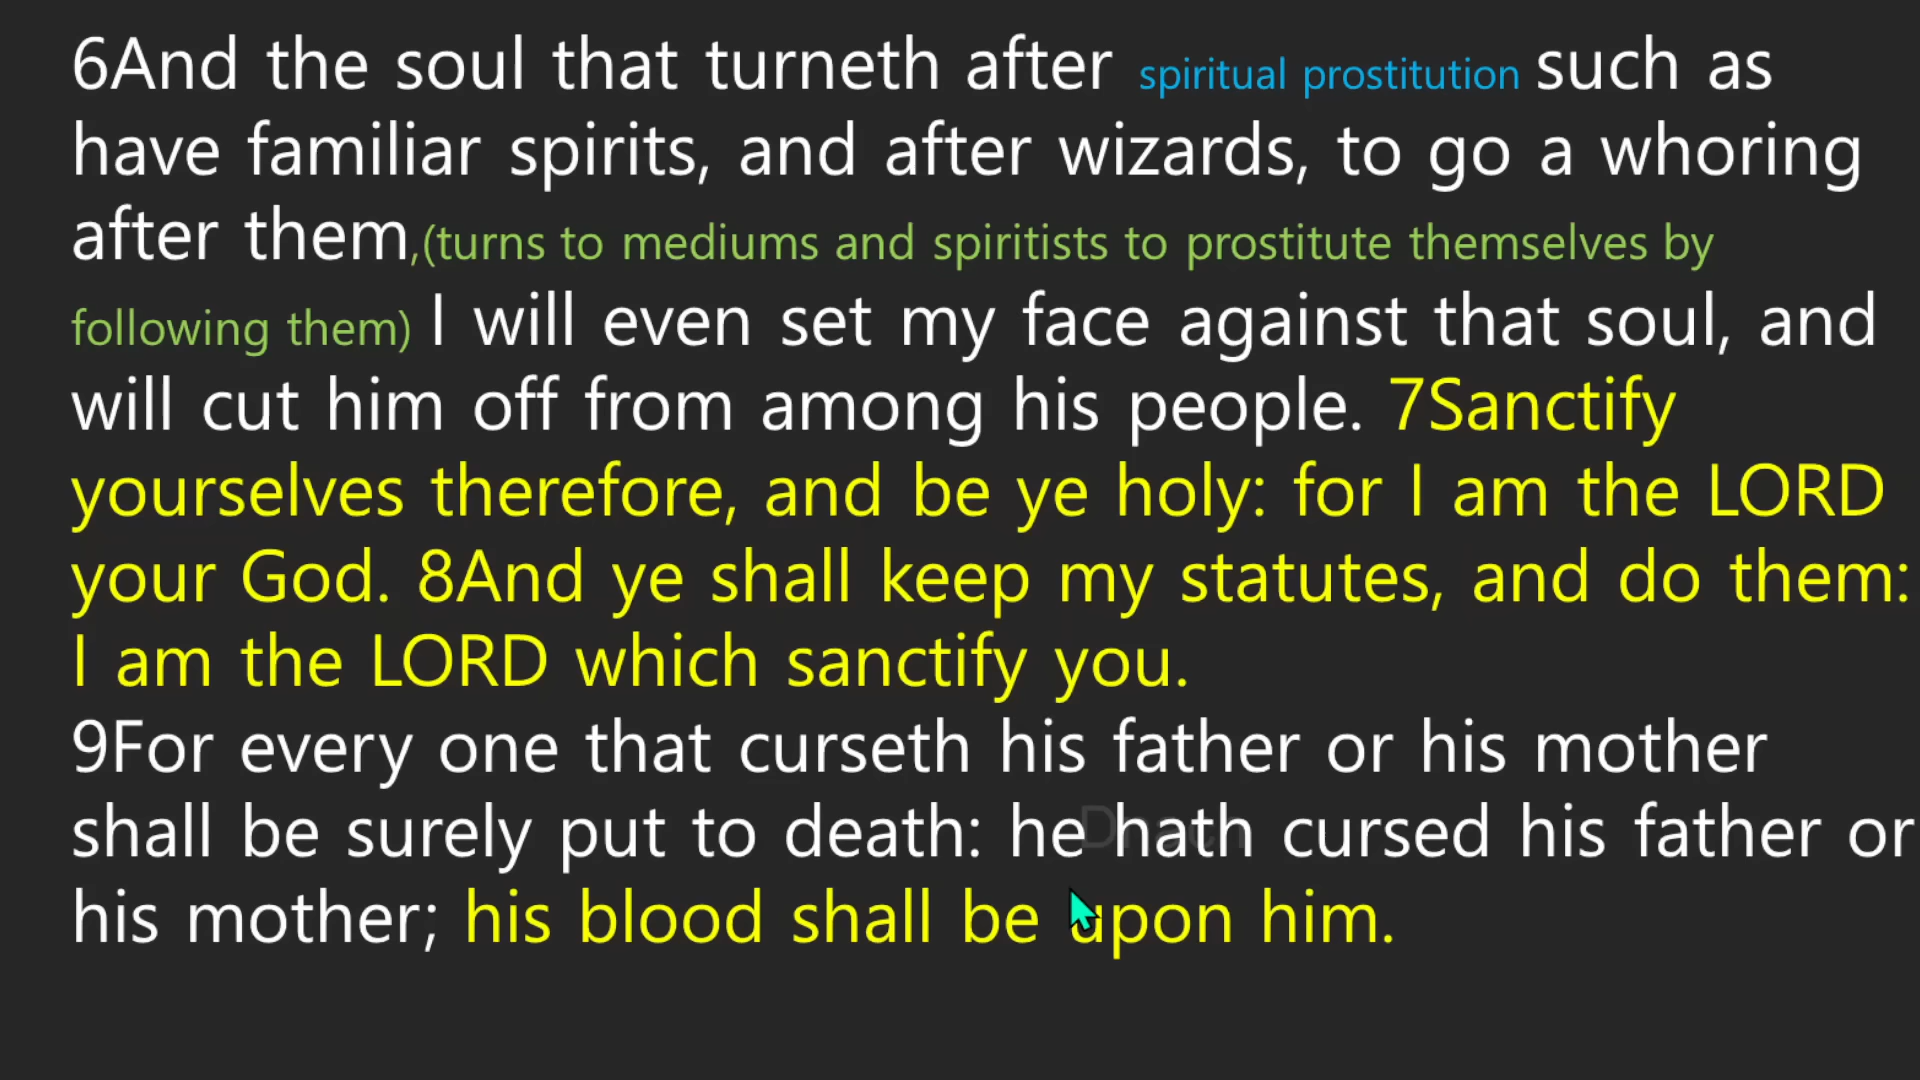 6And the soul that turneth after spiritual prostitution such as
have familiar spirits, and after wizards, to go a whoring
after them,(turns to mediums and spiritists to prostitute themselves by
following them) I will even set my face against that soul, and
will cut him off from among his people. 7Sanctify
yourselves therefore, and be ye holy: for I am the LORD
your God. 8And ye shall keep my statutes, and do them:
I am the LORD which sanctify you.
9For every one that curseth his father or his mother
shall be surely put to death: he hath cursed his father or
his mother; his blood shall be upon him.